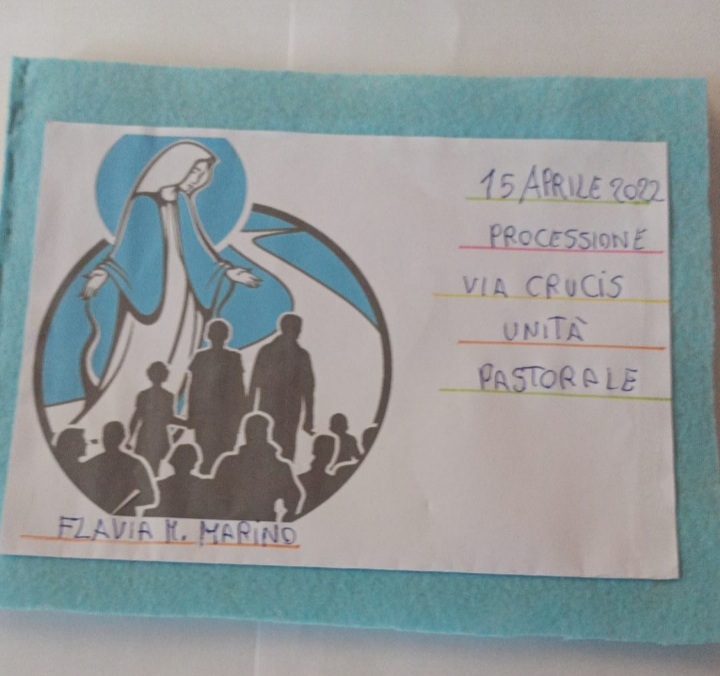 15 APRILE 2022
PROCESSIONE
VIA CRUCIS
UNITÀ
PASTORALE
FLAVIA M. MARINO